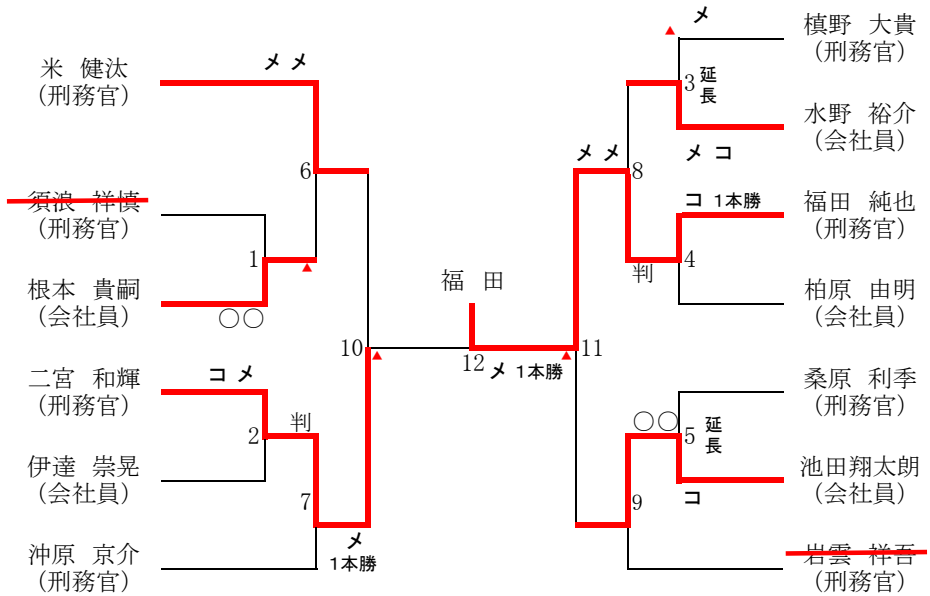 米 健汰
(刑務官)
メ メ
須浪 祥慎
(刑務官)
根本 貴嗣
(会社員)
○○
1
6
二宮 和輝
(刑務官)
コ メ
伊達 崇晃
(会社員)
2
判
沖原 京介
(刑務官)
7
メ
1本勝
10
福 田
12
メ 1本勝
11
メ
槙野 大貴
(刑務官)
3
延長
水野 裕介
(会社員)
メ コ
メ メ
8
福田 純也
(刑務官)
コ 1本勝
判
4
柏原 由明
(会社員)
桑原 利季
(刑務官)
○○
5
延長
池田翔太朗
(会社員)
コ
9
岩雲 祥吾
(刑務官)